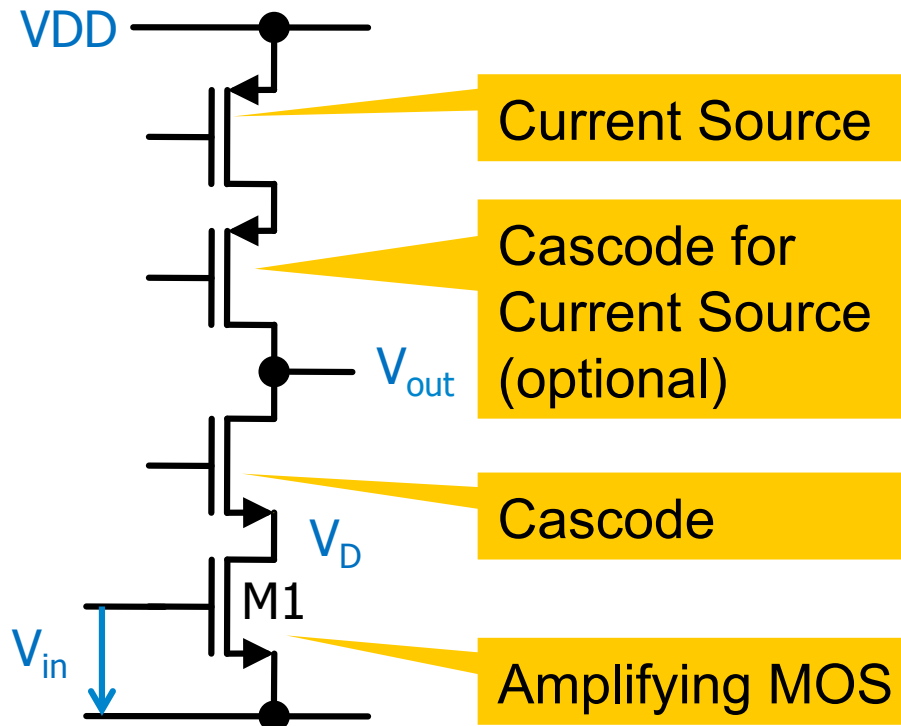 VDD
Current Source
Cascode for
Current Source
(optional)
Vout
Cascode
VD
M1
Vin
Amplifying MOS